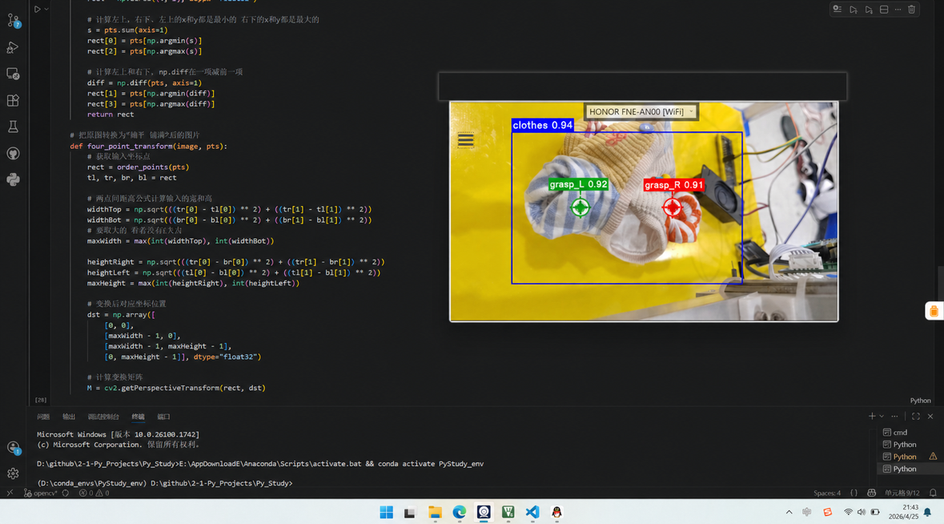 # 计算左上，右下，左上的x和y都是最小的 右下的x和y都是最大的
s = pts.sum(axis=1)
rect[0] = pts[np.argmin(s)]
rect[2] = pts[np.argmax(s)]
# 计算左上和右下，np.diff在一项减前一项
diff = np.diff(pts, axis=1)
rect[1] = pts[np.argmin(diff)]
rect[3] = pts[np.argmax(diff)]
return rect
# 把原图转换为"摊平 铺满"后的图片
def four_point_transform(image, pts):
# 获取输入坐标点
rect = order_points(pts)
tl, tr, br, bl = rect
# 两点间距离公式计算输入的宽和高
widthTop = np.sqrt(((tr[0] - tl[0]) ** 2) + ((tr[1] - tl[1]) ** 2))
widthBot = np.sqrt(((br[0] - bl[0]) ** 2) + ((br[1] - bl[1]) ** 2))
maxWidth = max(int(widthTop), int(widthBot))
heightRight = np.sqrt(((tr[0] - br[0]) ** 2) + ((tr[1] - br[1]) ** 2))
heightLeft = np.sqrt(((tl[0] - bl[0]) ** 2) + ((tl[1] - bl[1]) ** 2))
maxHeight = max(int(heightRight), int(heightLeft))
# 变换后对应坐标位置
dst = np.array([
[0, 0],
[maxWidth - 1, 0],
[maxWidth - 1, maxHeight - 1],
[0, maxHeight - 1]], dtype="float32")
# 计算变换矩阵
M = cv2.getPerspectiveTransform(rect, dst)
[28]
Python
HONOR FNE-AN00 [WiFi]
clothes 0.94
grasp_L 0.92
grasp_R 0.91
问题 输出 调试控制台 终端 端口
Microsoft Windows [版本 10.0.26100.1742]
(c) Microsoft Corporation. 保留所有权利。
D:\github\2-1-Py_Projects\Py_Study>E:\AppDownloadE\Anaconda\Scripts\activate.bat && conda activate PyStudy_env
(D:\conda_envs\PyStudy_env) D:\github\2-1-Py_Projects\Py_Study>
cmd
Python
Python
Python
opencv* 0 0
Spaces: 4 单元格 9/12
21:43
2026/4/25